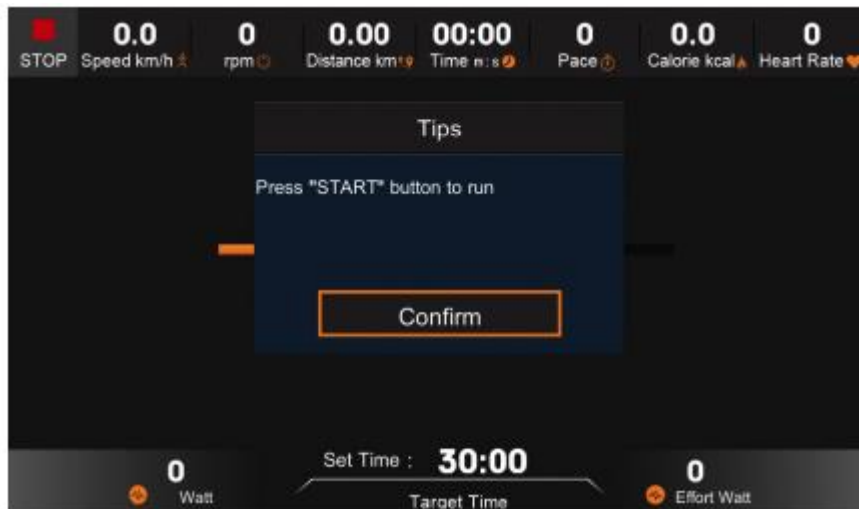 0.0 0 0.00 00:00 0 0.0 0
STOP Speed km/h rpm Distance km Time m:s Pace Calorie kcal Heart Rate
Tips
Press "START" button to run
Confirm
Set Time : 30:00
0 0
Watt Target Time Effort Watt